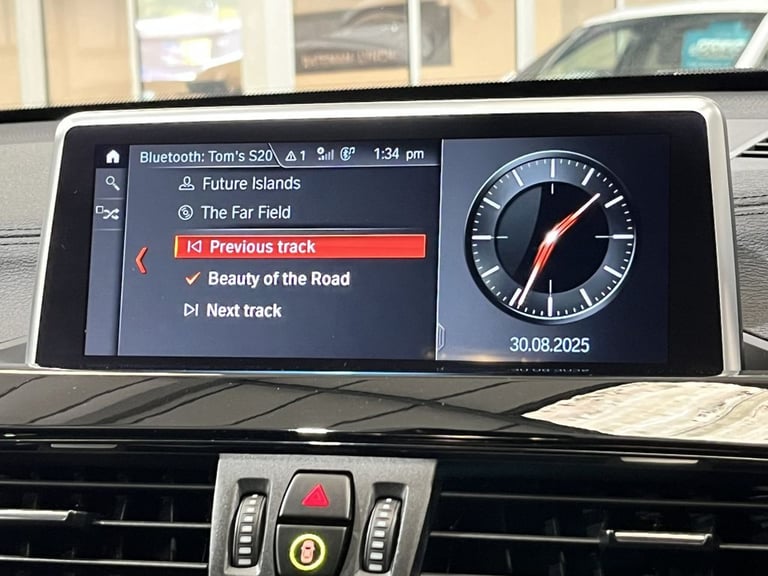 Bluetooth: Tom's S20 1 1:34 pm
Future Islands
The Far Field
Previous track
Beauty of the Road
Next track
30.08.2025